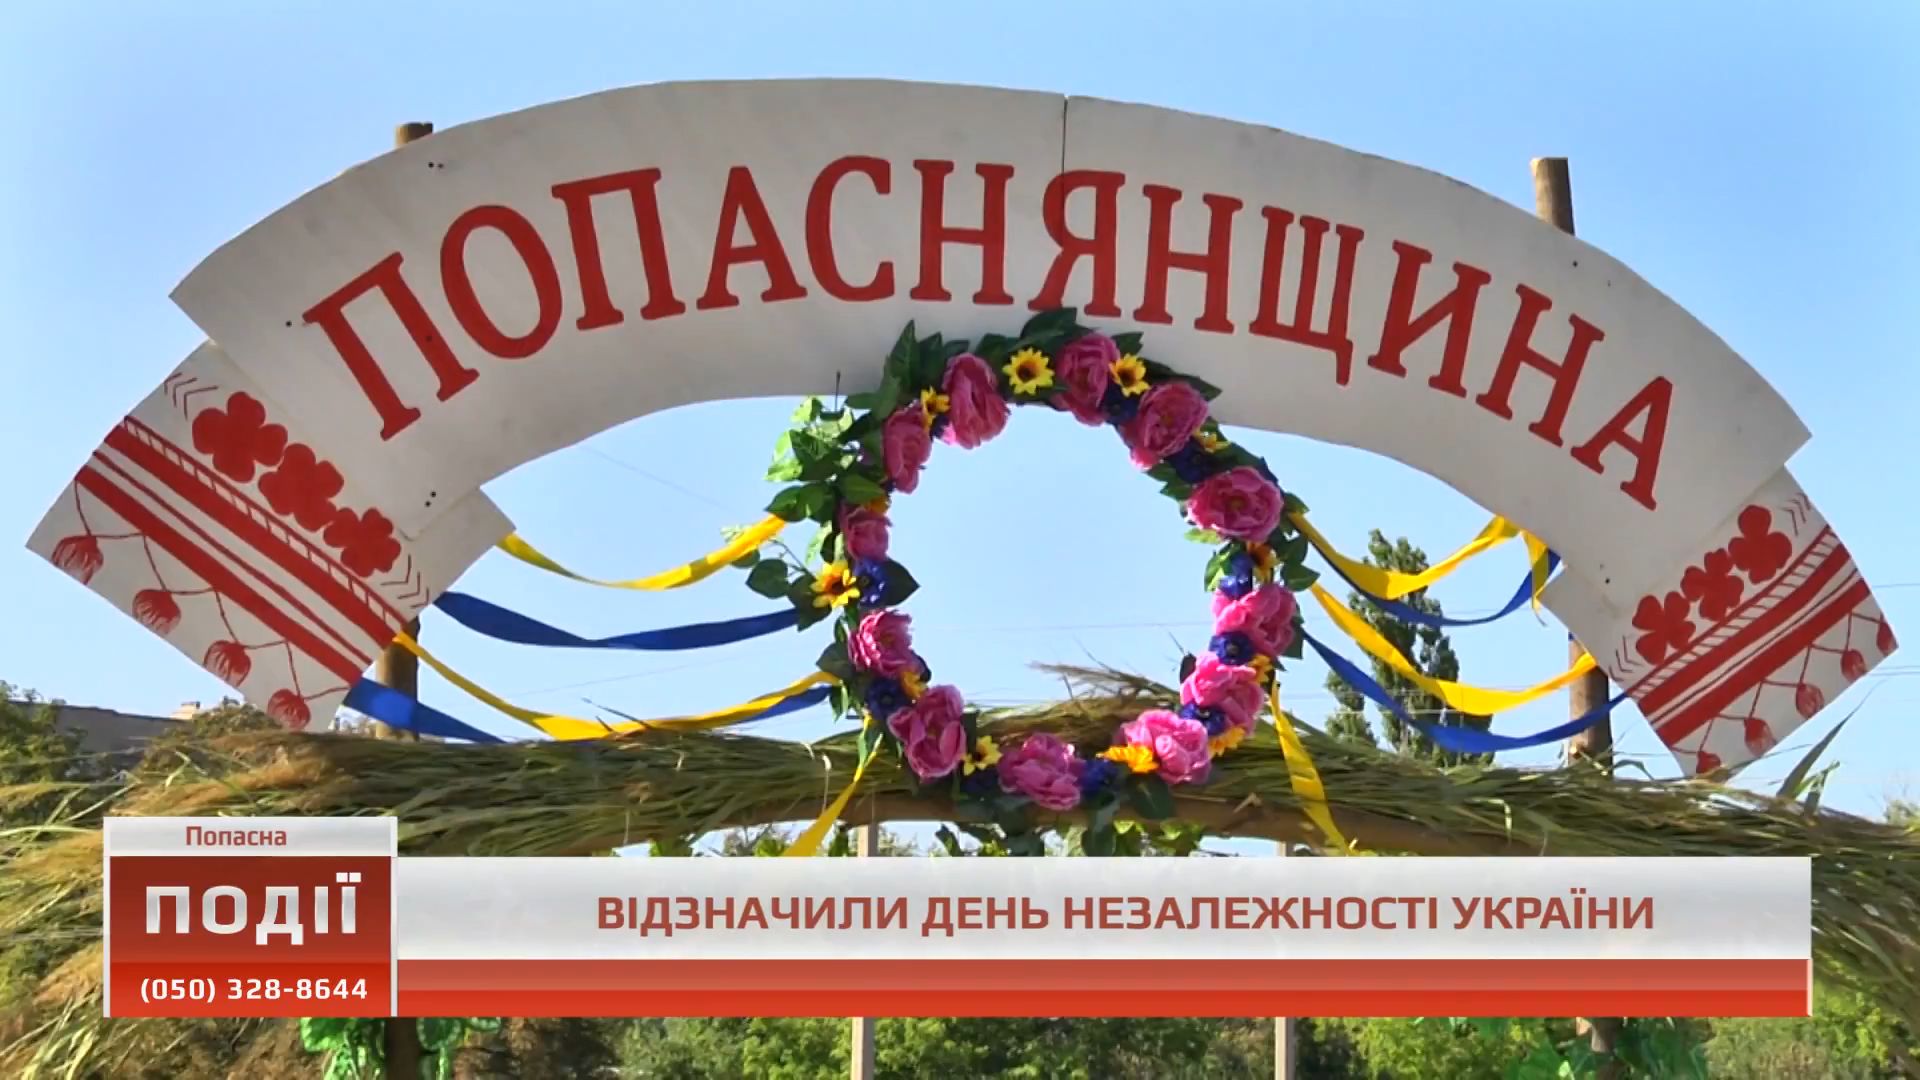 ПОПАСНЯНЩИНА
Попасна
ПОДІЇ
(050) 328-8644
ВІДЗНАЧИЛИ ДЕНЬ НЕЗАЛЕЖНОСТІ УКРАЇНИ